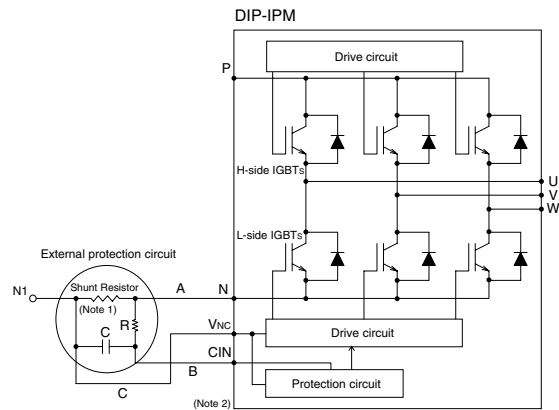 DIP-IPM
Drive circuit
P
H-side IGBTs
U
V
W
L-side IGBTs
External protection circuit
N1
Shunt Resistor
A
N
(Note 1)
R
VNC
Drive circuit
C
CIN
B
C
Protection circuit
(Note 2)